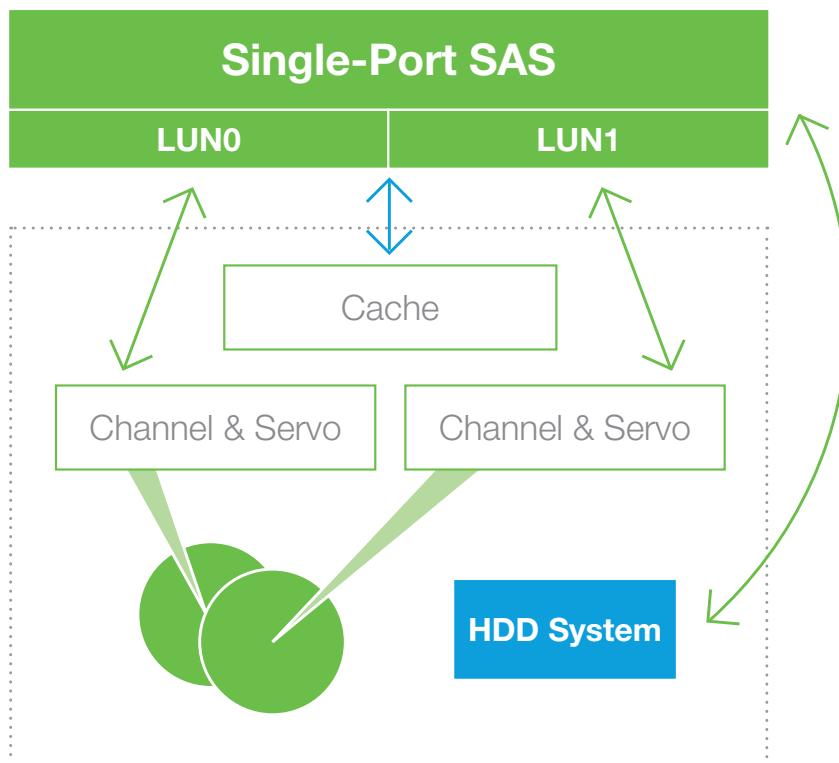 Single-Port SAS
LUN0
LUN1
Cache
Channel & Servo
Channel & Servo
HDD System